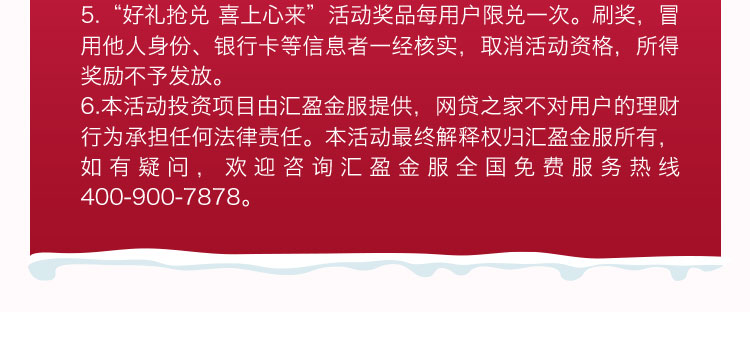 5.“好礼抢兑 喜上心来”活动奖品每用户限兑一次。刷奖，冒
用他人身份、银行卡等信息者一经核实，取消活动资格，所得
奖励不予发放。
6.本活动投资项目由汇盈金服提供，网贷之家不对用户的理财
行为承担任何法律责任。本活动最终解释权归汇盈金服所有，
如有疑问，欢迎咨询汇盈金服全国免费服务热线
400-900-7878。